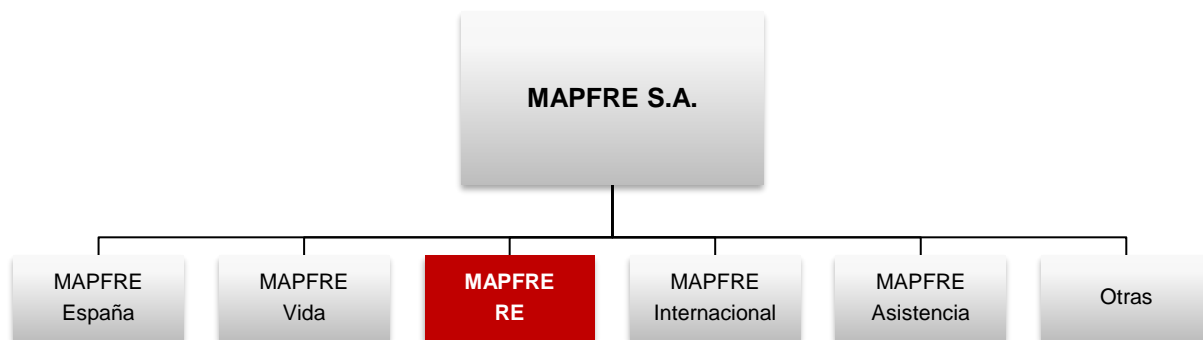 MAPFRE S.A.
MAPFRE
España
MAPFRE
Vida
MAPFRE
RE
MAPFRE
Internacional
MAPFRE
Asistencia
Otras